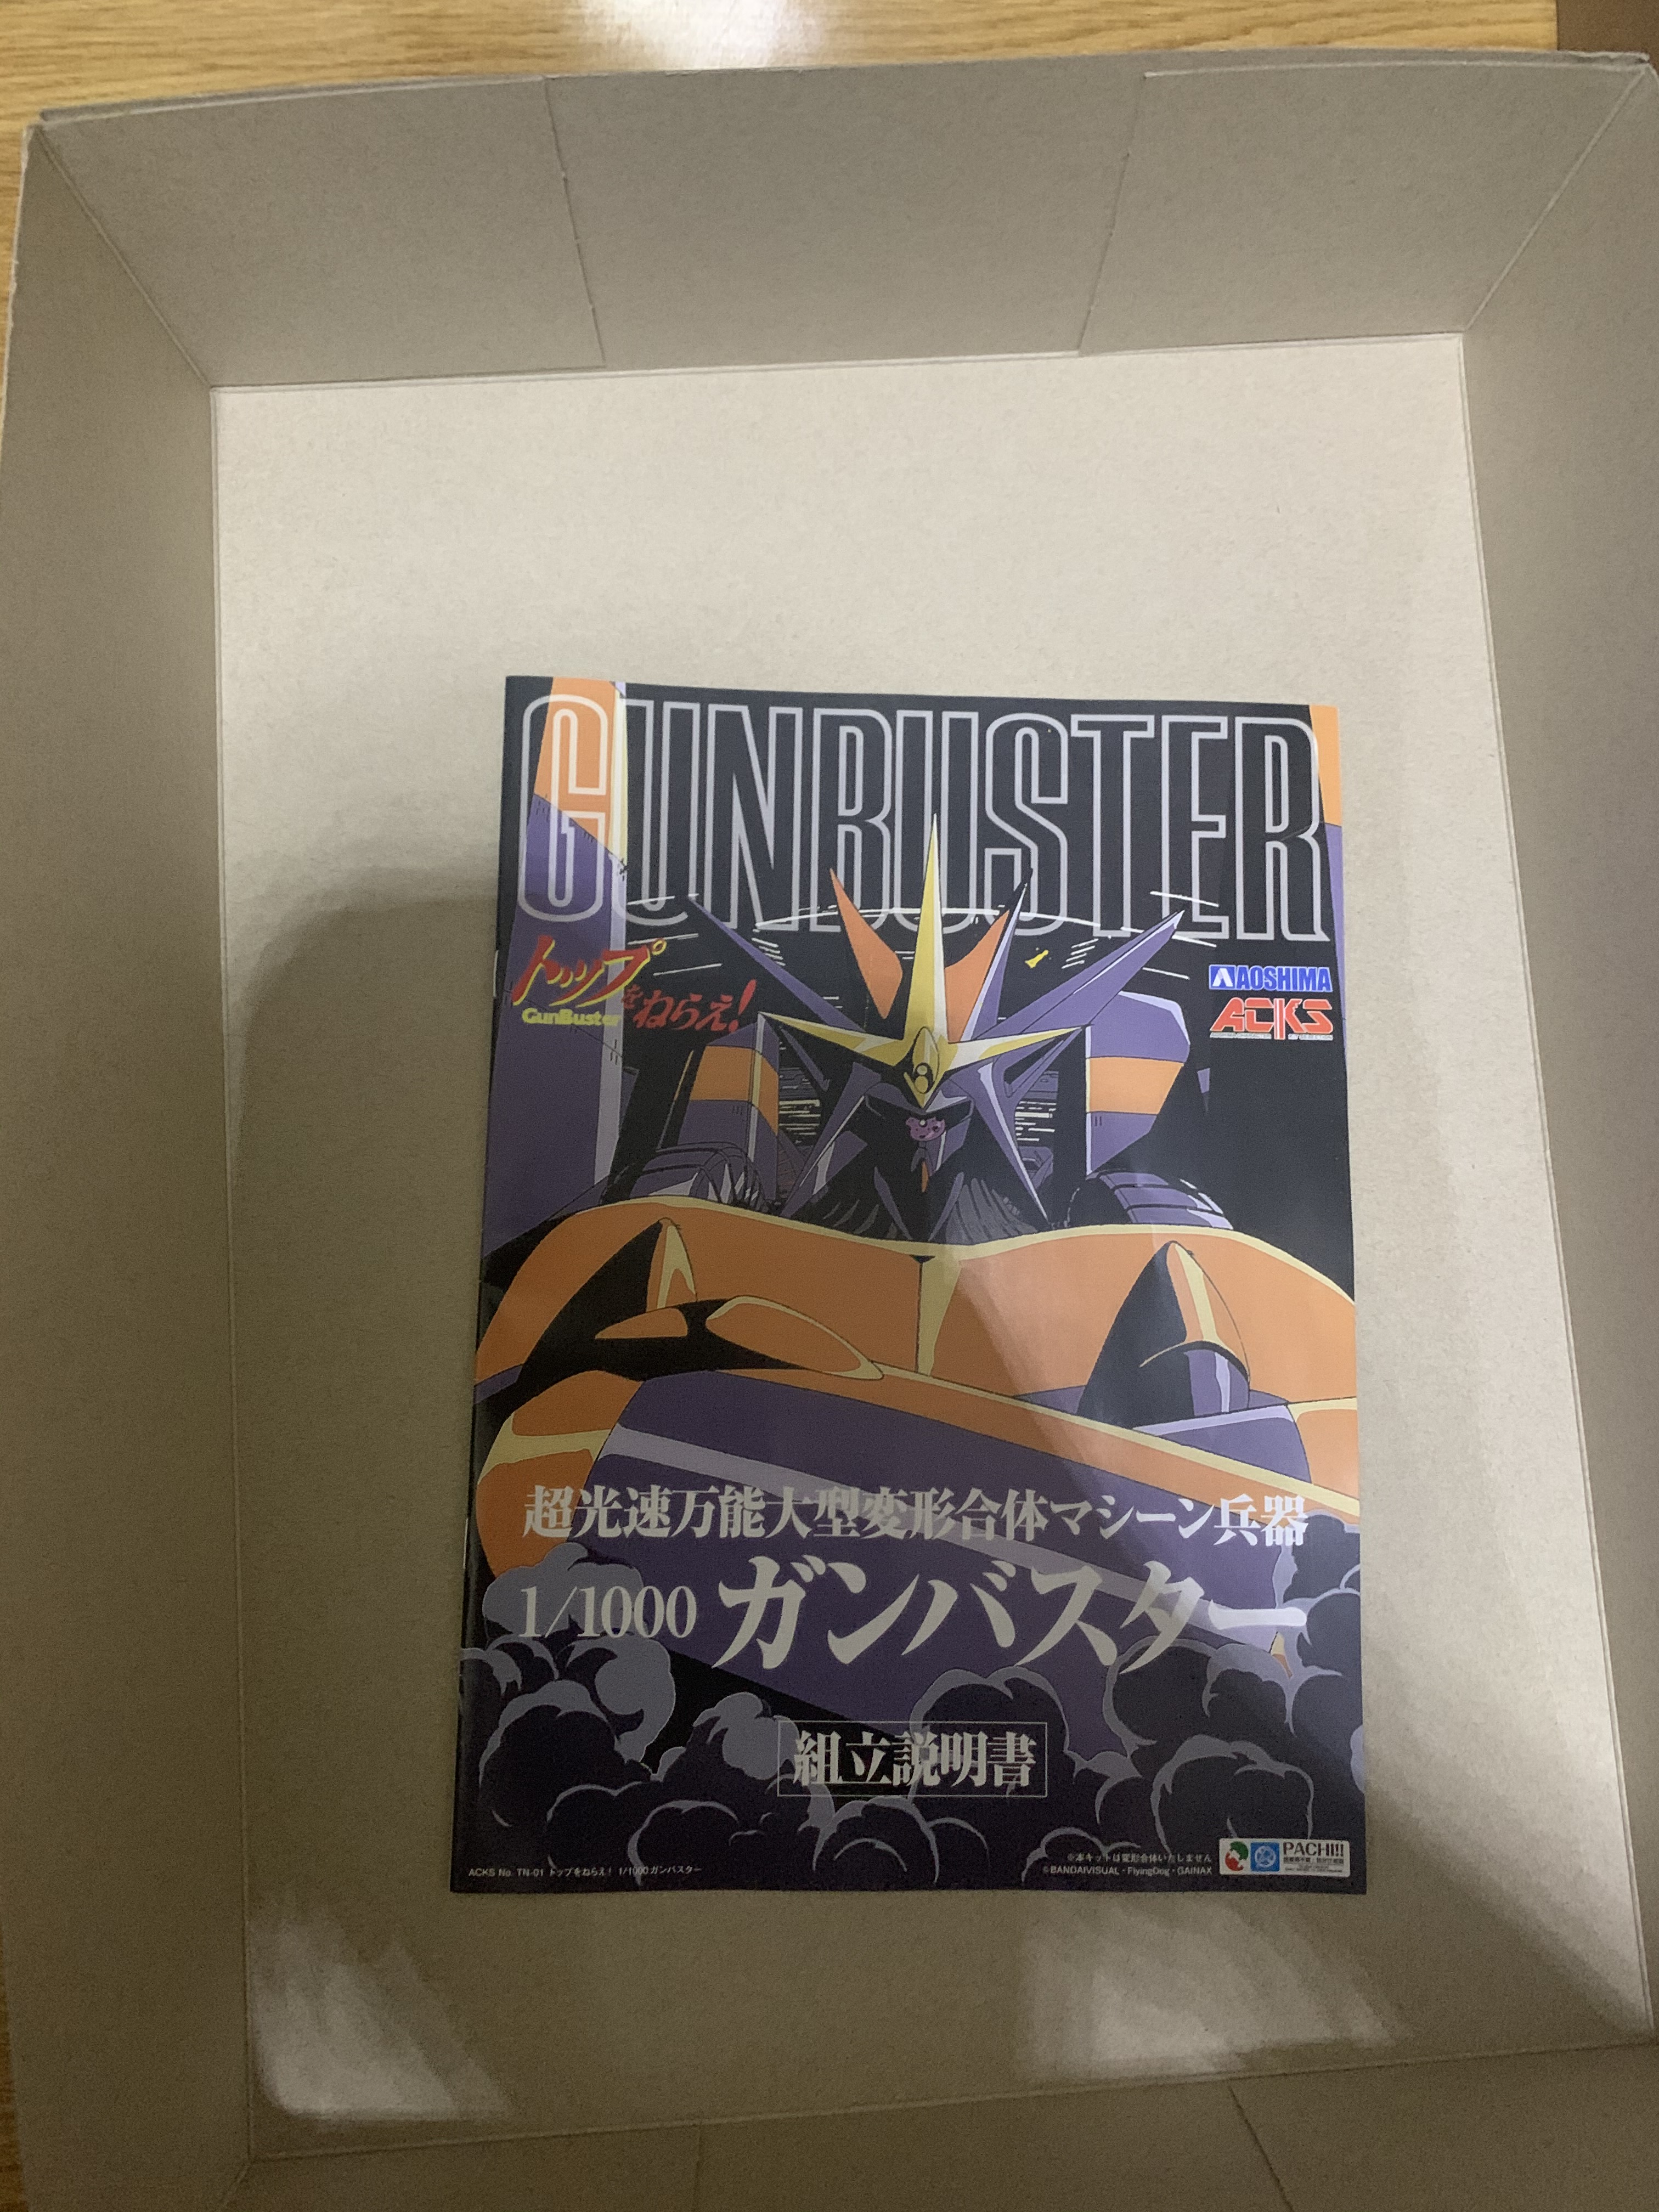 GUNBUSTER
トップをねらえ!
GunBuster
AOSHIMA
ACKS
超光速万能大型変形合体マシーン兵器
1/1000 ガンバスター
組立説明書
ACKS No. TN-01 トップをねらえ! 1/1000ガンバスター
※本キットは変形合体いたしません
©BANDAIVISUAL・FlyingDog・GAINAX
PACHI!!!